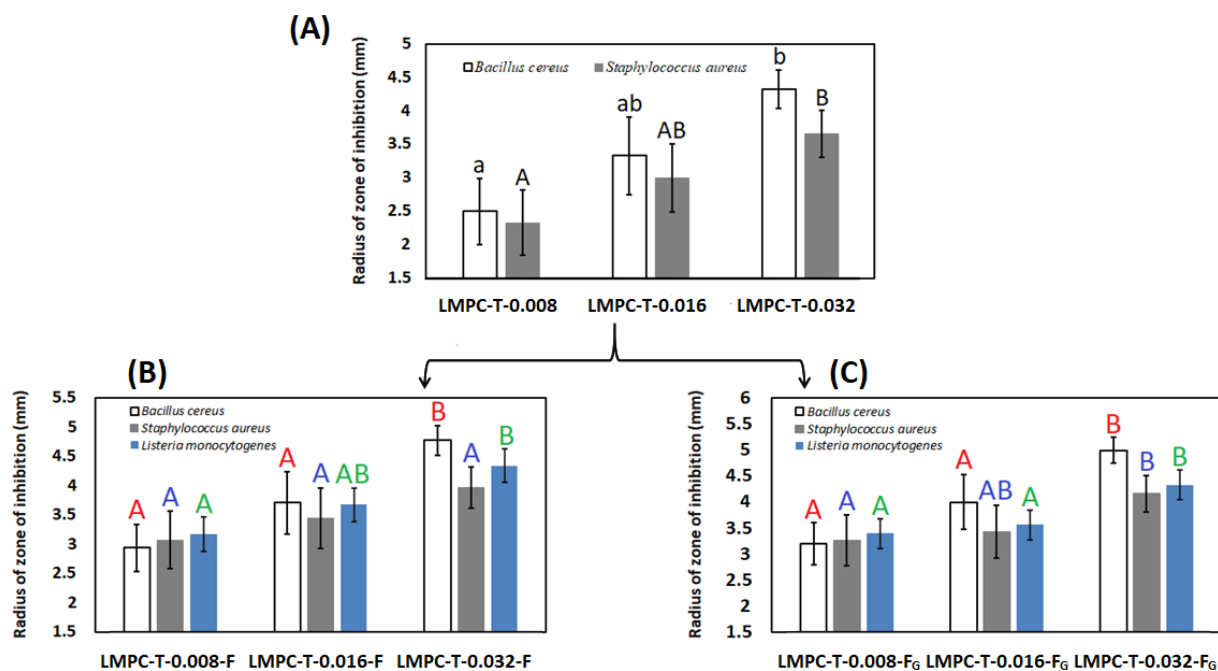 (A)
Radius of zone of inhibition (mm)
5
4.5
4
3.5
3
2.5
2
1.5
Bacillus cereus Staphylococcus aureus
a A
ab AB
b B
LMPC-T-0.008 LMPC-T-0.016 LMPC-T-0.032
(B)
Radius of zone of inhibition (mm)
5.5
5
4.5
4
3.5
3
2.5
2
1.5
Bacillus cereus
Staphylococcus aureus
Listeria monocytogenes
A A A
A A AB
B A B
LMPC-T-0.008-F LMPC-T-0.016-F LMPC-T-0.032-F
(C)
Radius of zone of inhibition (mm)
6
5.5
5
4.5
4
3.5
3
2.5
2
1.5
Bacillus cereus
Staphylococcus aureus
Listeria monocytogenes
A A A
A AB A
B B B
LMPC-T-0.008-FG LMPC-T-0.016-FG LMPC-T-0.032-FG